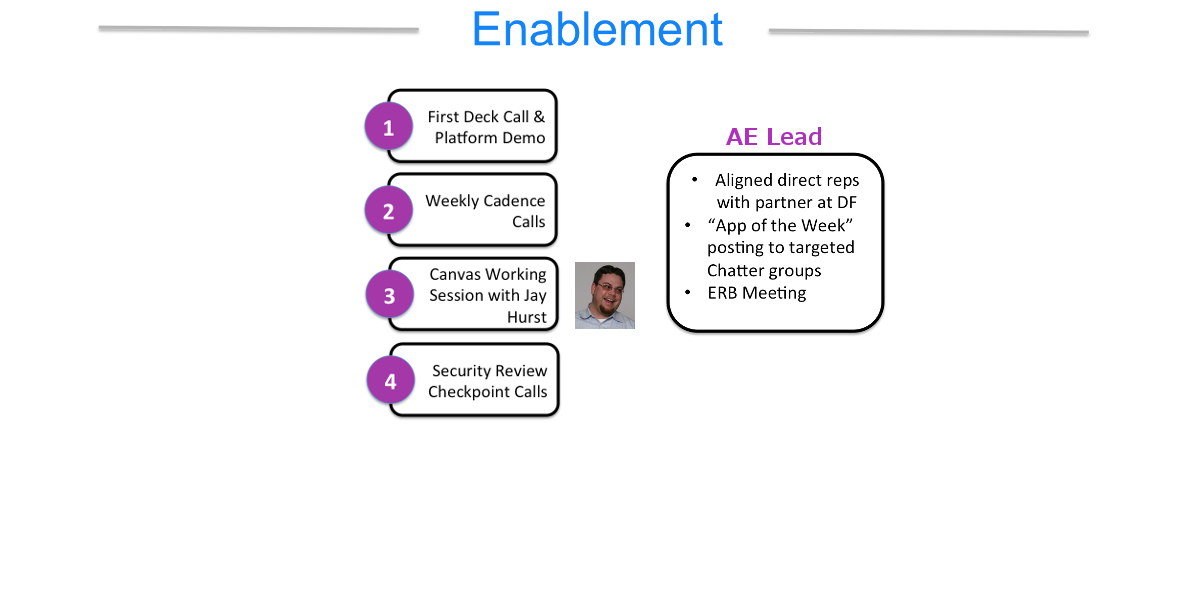 Enablement
1
First Deck Call &
Platform Demo
2
Weekly Cadence
Calls
3
Canvas Working
Session with Jay
Hurst
4
Security Review
Checkpoint Calls
AE Lead
• Aligned direct reps
with partner at DF
• “App of the Week”
posting to targeted
Chatter groups
• ERB Meeting